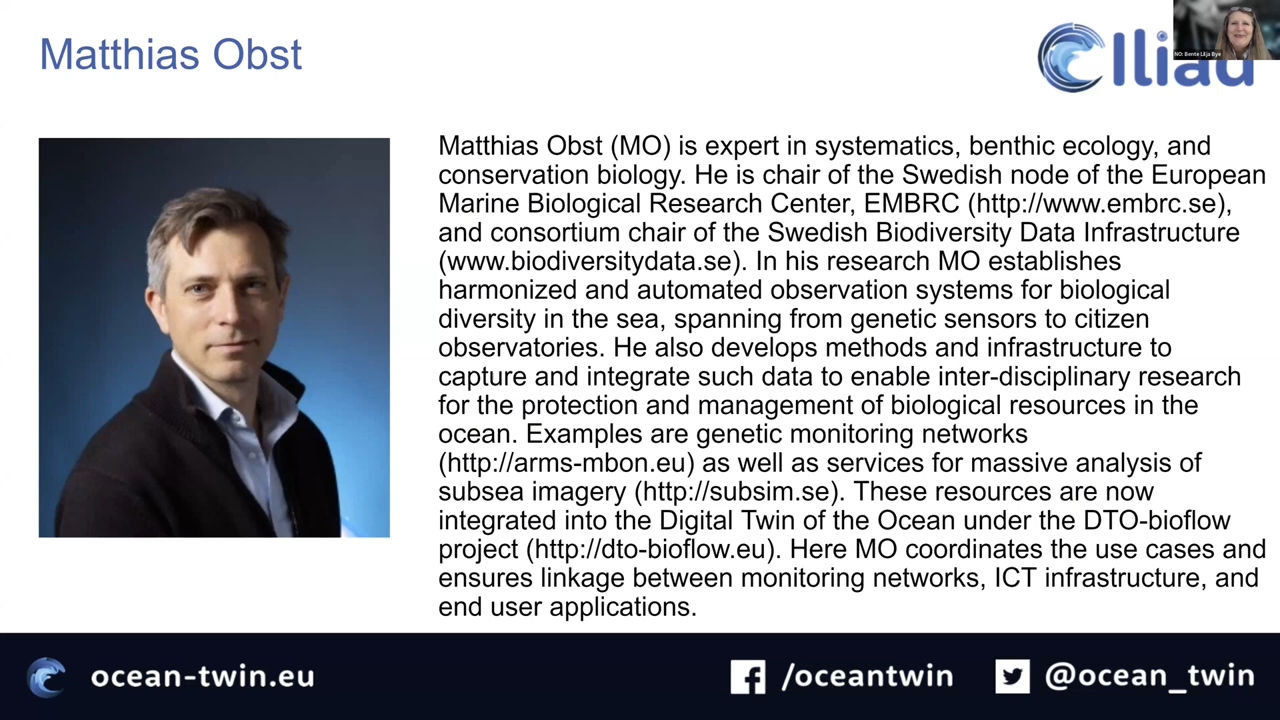 Matthias Obst
Iliad
NO: Bente Lilja Bye
Matthias Obst (MO) is expert in systematics, benthic ecology, and
conservation biology. He is chair of the Swedish node of the European
Marine Biological Research Center, EMBRC (http://www.embrc.se),
and consortium chair of the Swedish Biodiversity Data Infrastructure
(www.biodiversitydata.se). In his research MO establishes
harmonized and automated observation systems for biological
diversity in the sea, spanning from genetic sensors to citizen
observatories. He also develops methods and infrastructure to
capture and integrate such data to enable inter-disciplinary research
for the protection and management of biological resources in the
ocean. Examples are genetic monitoring networks
(http://arms-mbon.eu) as well as services for massive analysis of
subsea imagery (http://subsim.se). These resources are now
integrated into the Digital Twin of the Ocean under the DTO-bioflow
project (http://dto-bioflow.eu). Here MO coordinates the use cases and
ensures linkage between monitoring networks, ICT infrastructure, and
end user applications.
ocean-twin.eu
/oceantwin
@ocean_twin